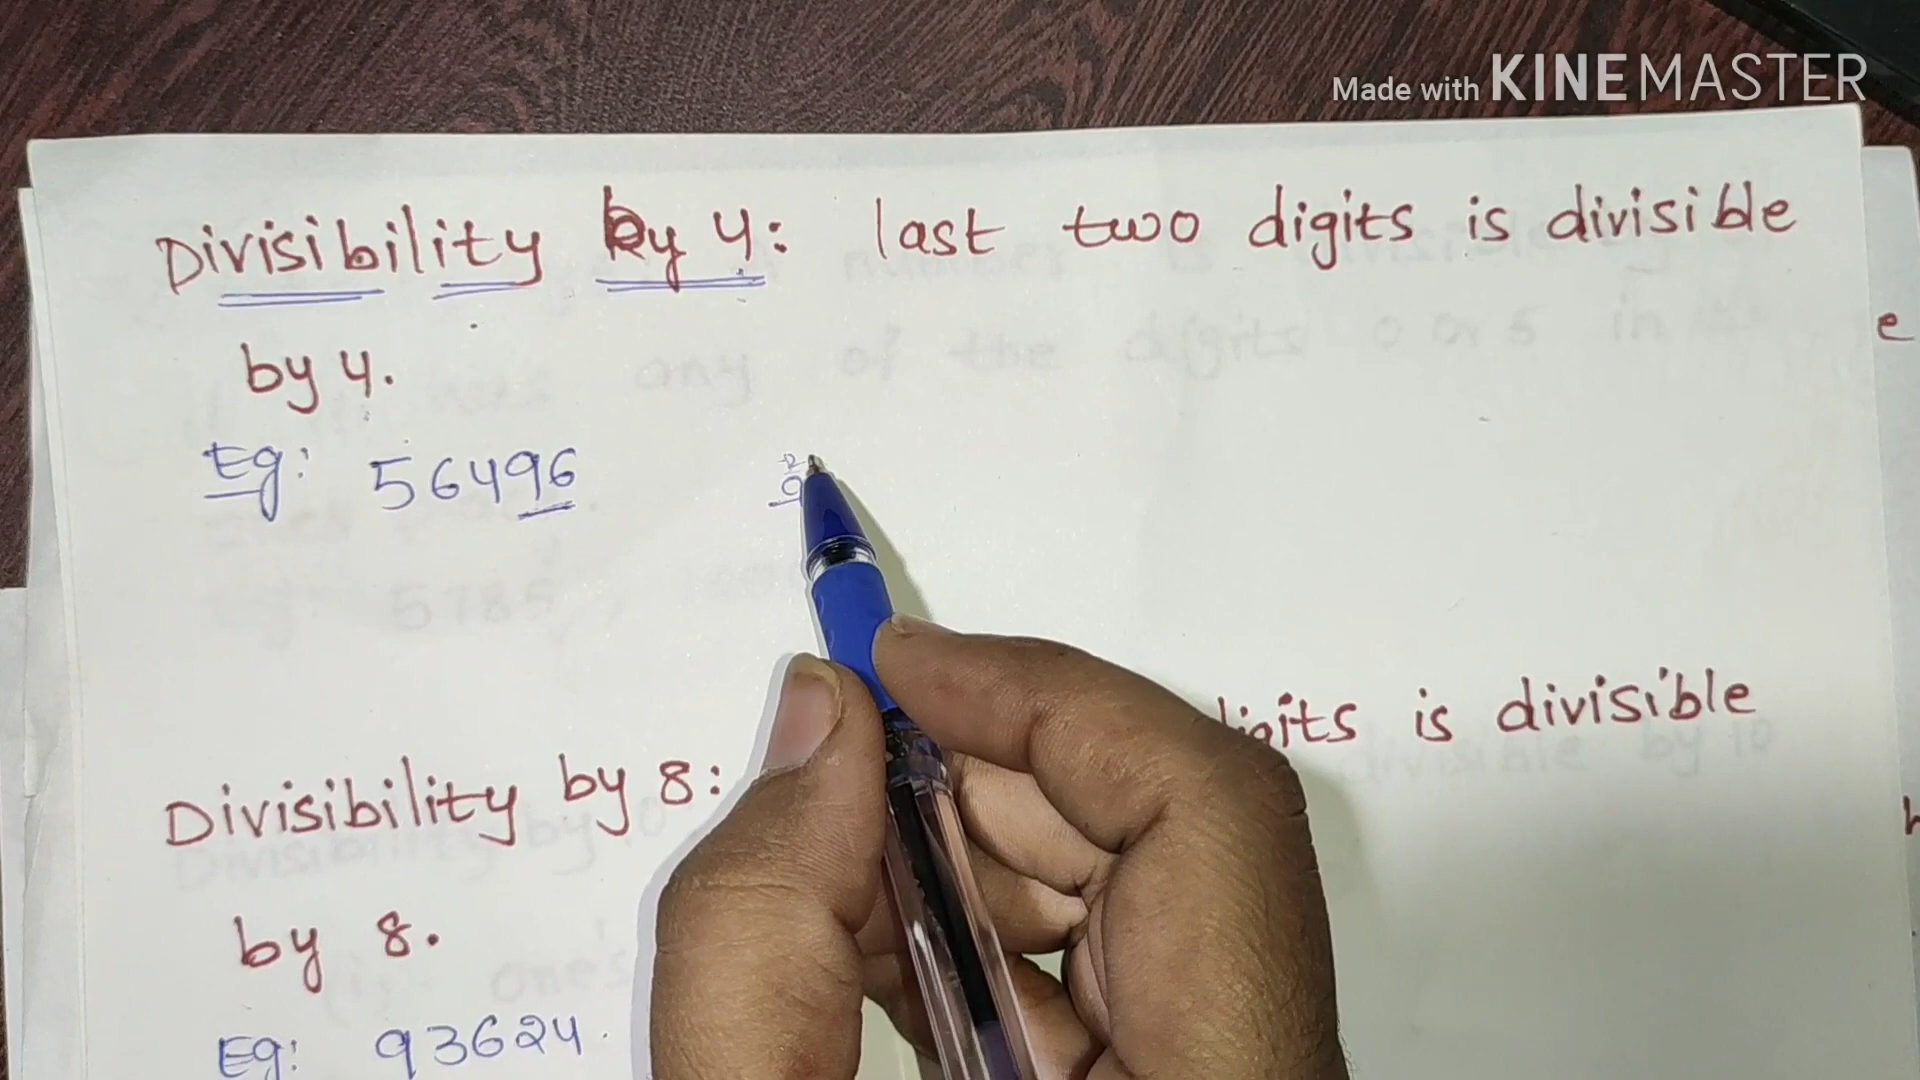 Made with KINEMASTER
Divisibility by 4: last two digits is divisible
by 4.
Eg: 56496
Divisibility by 8: digits is divisible
by 8.
Eg: 93624.